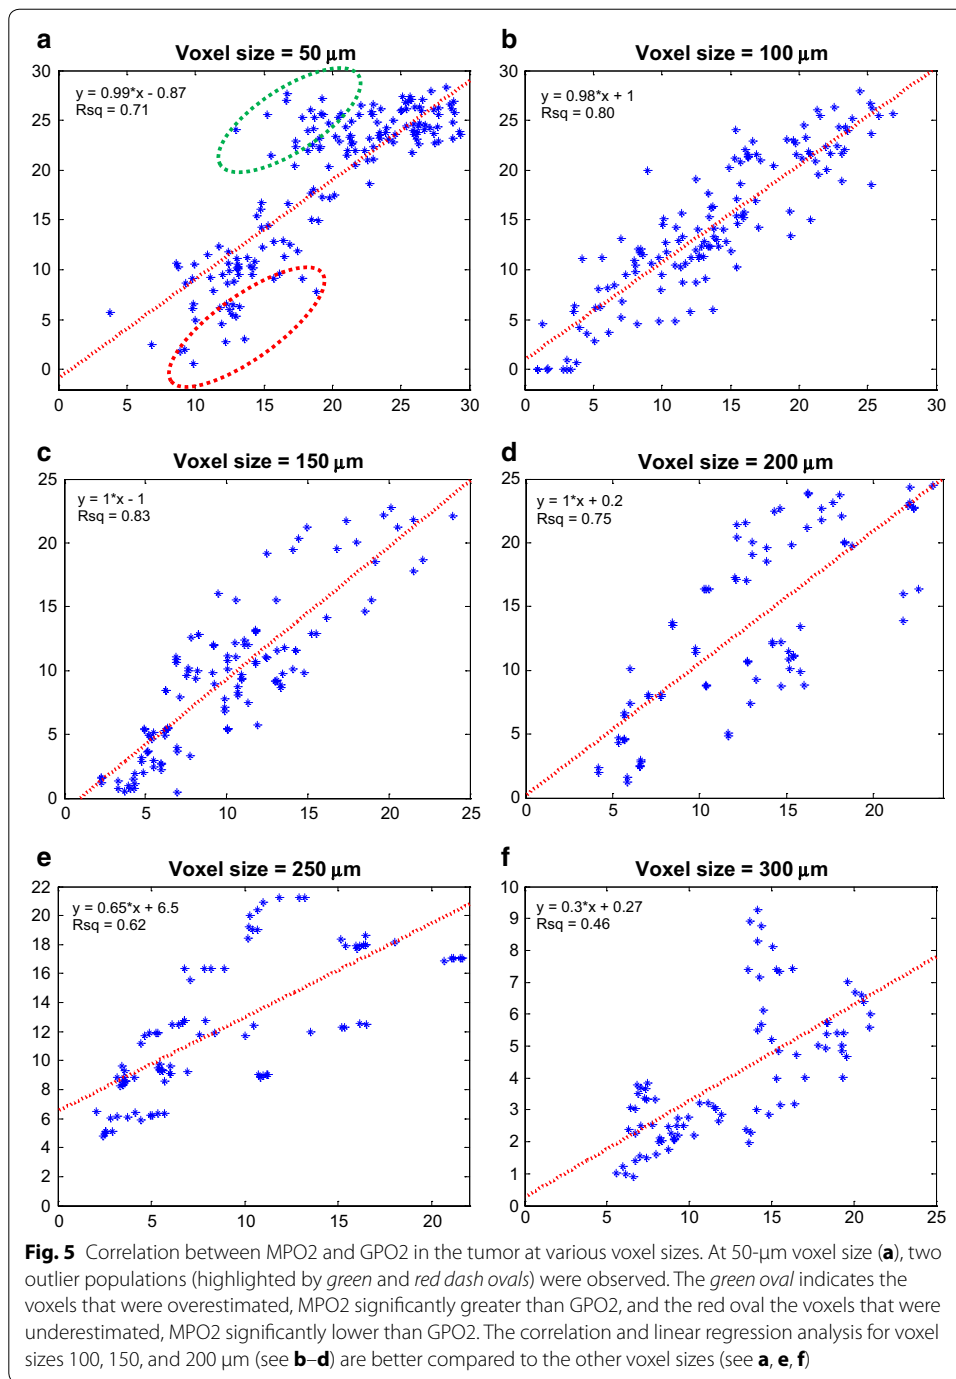 a
Voxel size = 50 μm
y = 0.99*x - 0.87
Rsq = 0.71
30
25
20
15
10
5
0
0 5 10 15 20 25 30
b
Voxel size = 100 μm
y = 0.98*x + 1
Rsq = 0.80
30
25
20
15
10
5
0
0 5 10 15 20 25 30
c
Voxel size = 150 μm
y = 1*x - 1
Rsq = 0.83
25
20
15
10
5
0
0 5 10 15 20 25
d
Voxel size = 200 μm
y = 1*x + 0.2
Rsq = 0.75
25
20
15
10
5
0
0 5 10 15 20
e
Voxel size = 250 μm
y = 0.65*x + 6.5
Rsq = 0.62
22
20
18
16
14
12
10
8
6
4
2
0
0 5 10 15 20
f
Voxel size = 300 μm
y = 0.3*x + 0.27
Rsq = 0.46
10
9
8
7
6
5
4
3
2
1
0
0 5 10 15 20 25
Fig. 5 Correlation between MPO2 and GPO2 in the tumor at various voxel sizes. At 50-μm voxel size (a), two
outlier populations (highlighted by green and red dash ovals) were observed. The green oval indicates the
voxels that were overestimated, MPO2 significantly greater than GPO2, and the red oval the voxels that were
underestimated, MPO2 significantly lower than GPO2. The correlation and linear regression analysis for voxel
sizes 100, 150, and 200 μm (see b–d) are better compared to the other voxel sizes (see a, e, f)